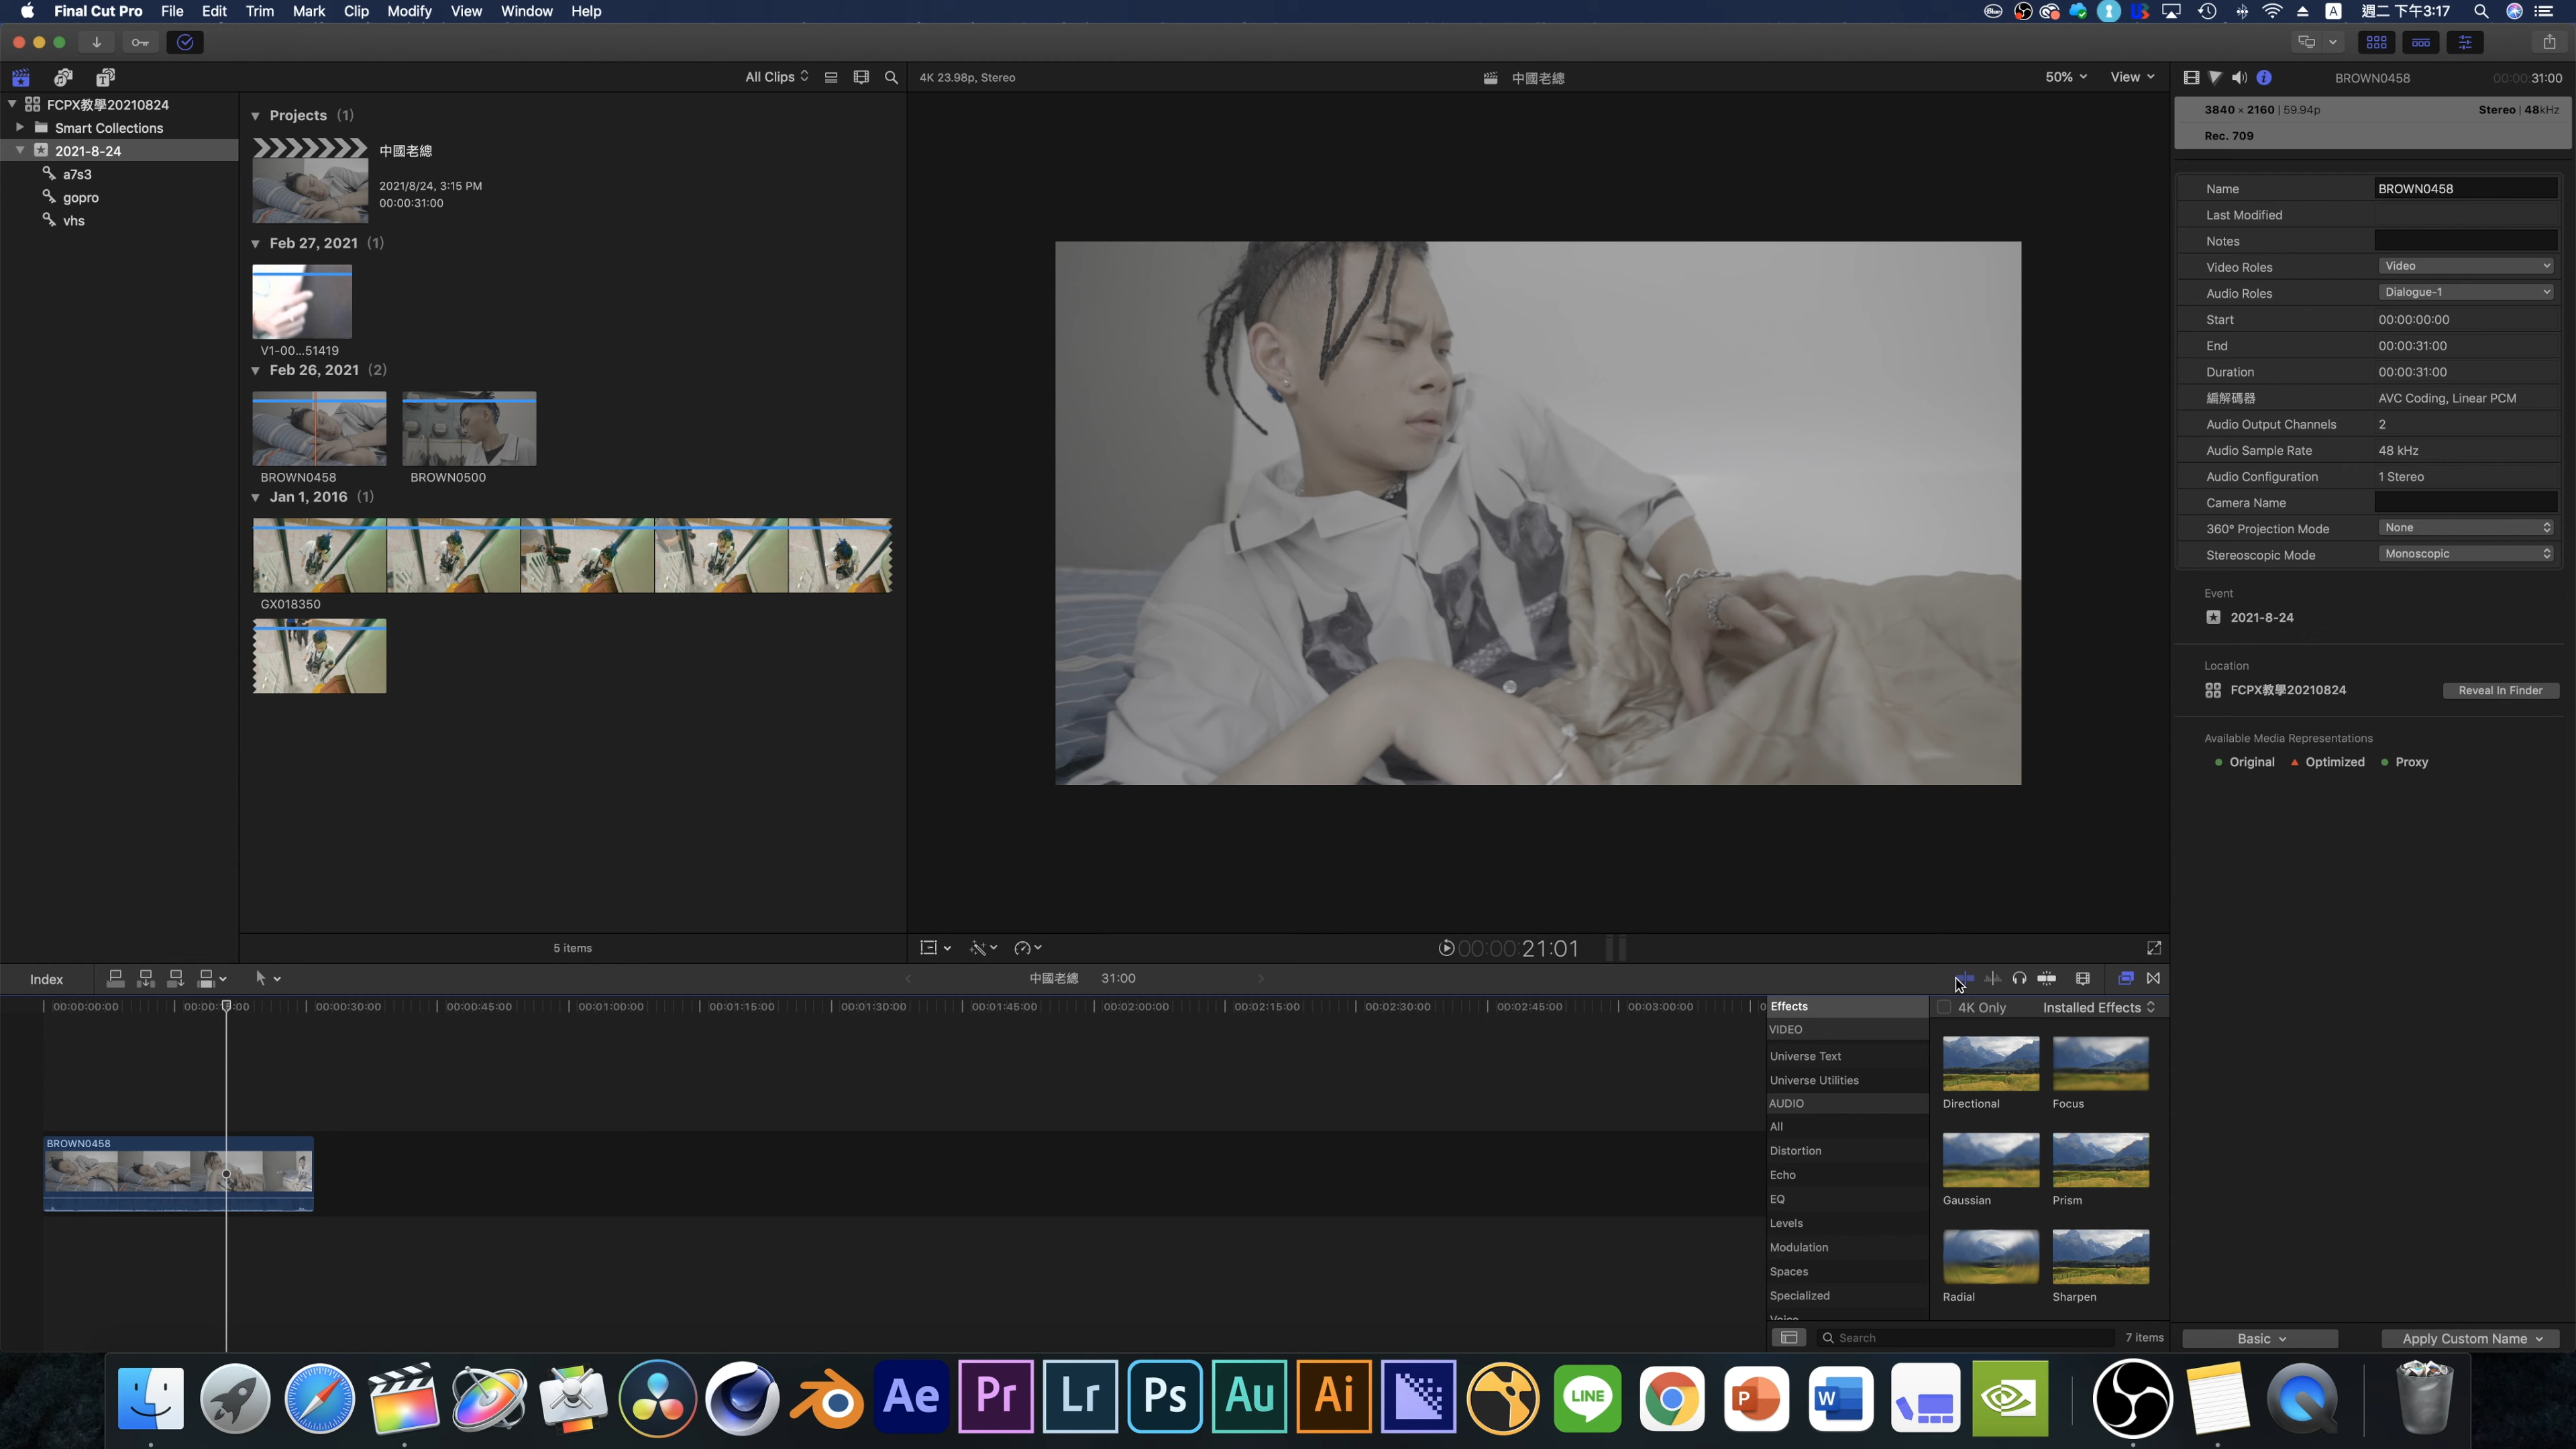 Final Cut Pro File Edit Trim Mark Clip Modify View Window Help
A 週二 下午3:17
All Clips
4K 23.98p, Stereo
中國老總
50% View
BROWN0458 00:00:31:00
FCPX教學20210824
Smart Collections
2021-8-24
a7s3
gopro
vhs
Projects (1)
中國老總
2021/8/24, 3:15 PM
00:00:31:00
Feb 27, 2021 (1)
V1-00...51419
Feb 26, 2021 (2)
BROWN0458 BROWN0500
Jan 1, 2016 (1)
GX018350
5 items
3840 × 2160 | 59.94p Stereo | 48kHz
Rec. 709
Name BROWN0458
Last Modified
Notes
Video Roles Video
Audio Roles Dialogue-1
Start 00:00:00:00
End 00:00:31:00
Duration 00:00:31:00
編解碼器 AVC Coding, Linear PCM
Audio Output Channels 2
Audio Sample Rate 48 kHz
Audio Configuration 1 Stereo
Camera Name
360° Projection Mode None
Stereoscopic Mode Monoscopic
Event
2021-8-24
Location
FCPX教學20210824 Reveal In Finder
Available Media Representations
Original Optimized Proxy
00:00:21:01
Index
中國老總 31:00
00:00:00:00 00:00:30:00 00:00:45:00 00:01:00:00 00:01:15:00 00:01:30:00 00:01:45:00 00:02:00:00 00:02:15:00 00:02:30:00 00:02:45:00 00:03:00:00
BROWN0458
Effects
VIDEO
Universe Text
Universe Utilities
AUDIO
All
Distortion
Echo
EQ
Levels
Modulation
Spaces
Specialized
Voice
4K Only Installed Effects
Directional Focus
Gaussian Prism
Radial Sharpen
Search 7 items
Basic Apply Custom Name
Ae Pr Lr Ps Au Ai LINE P W